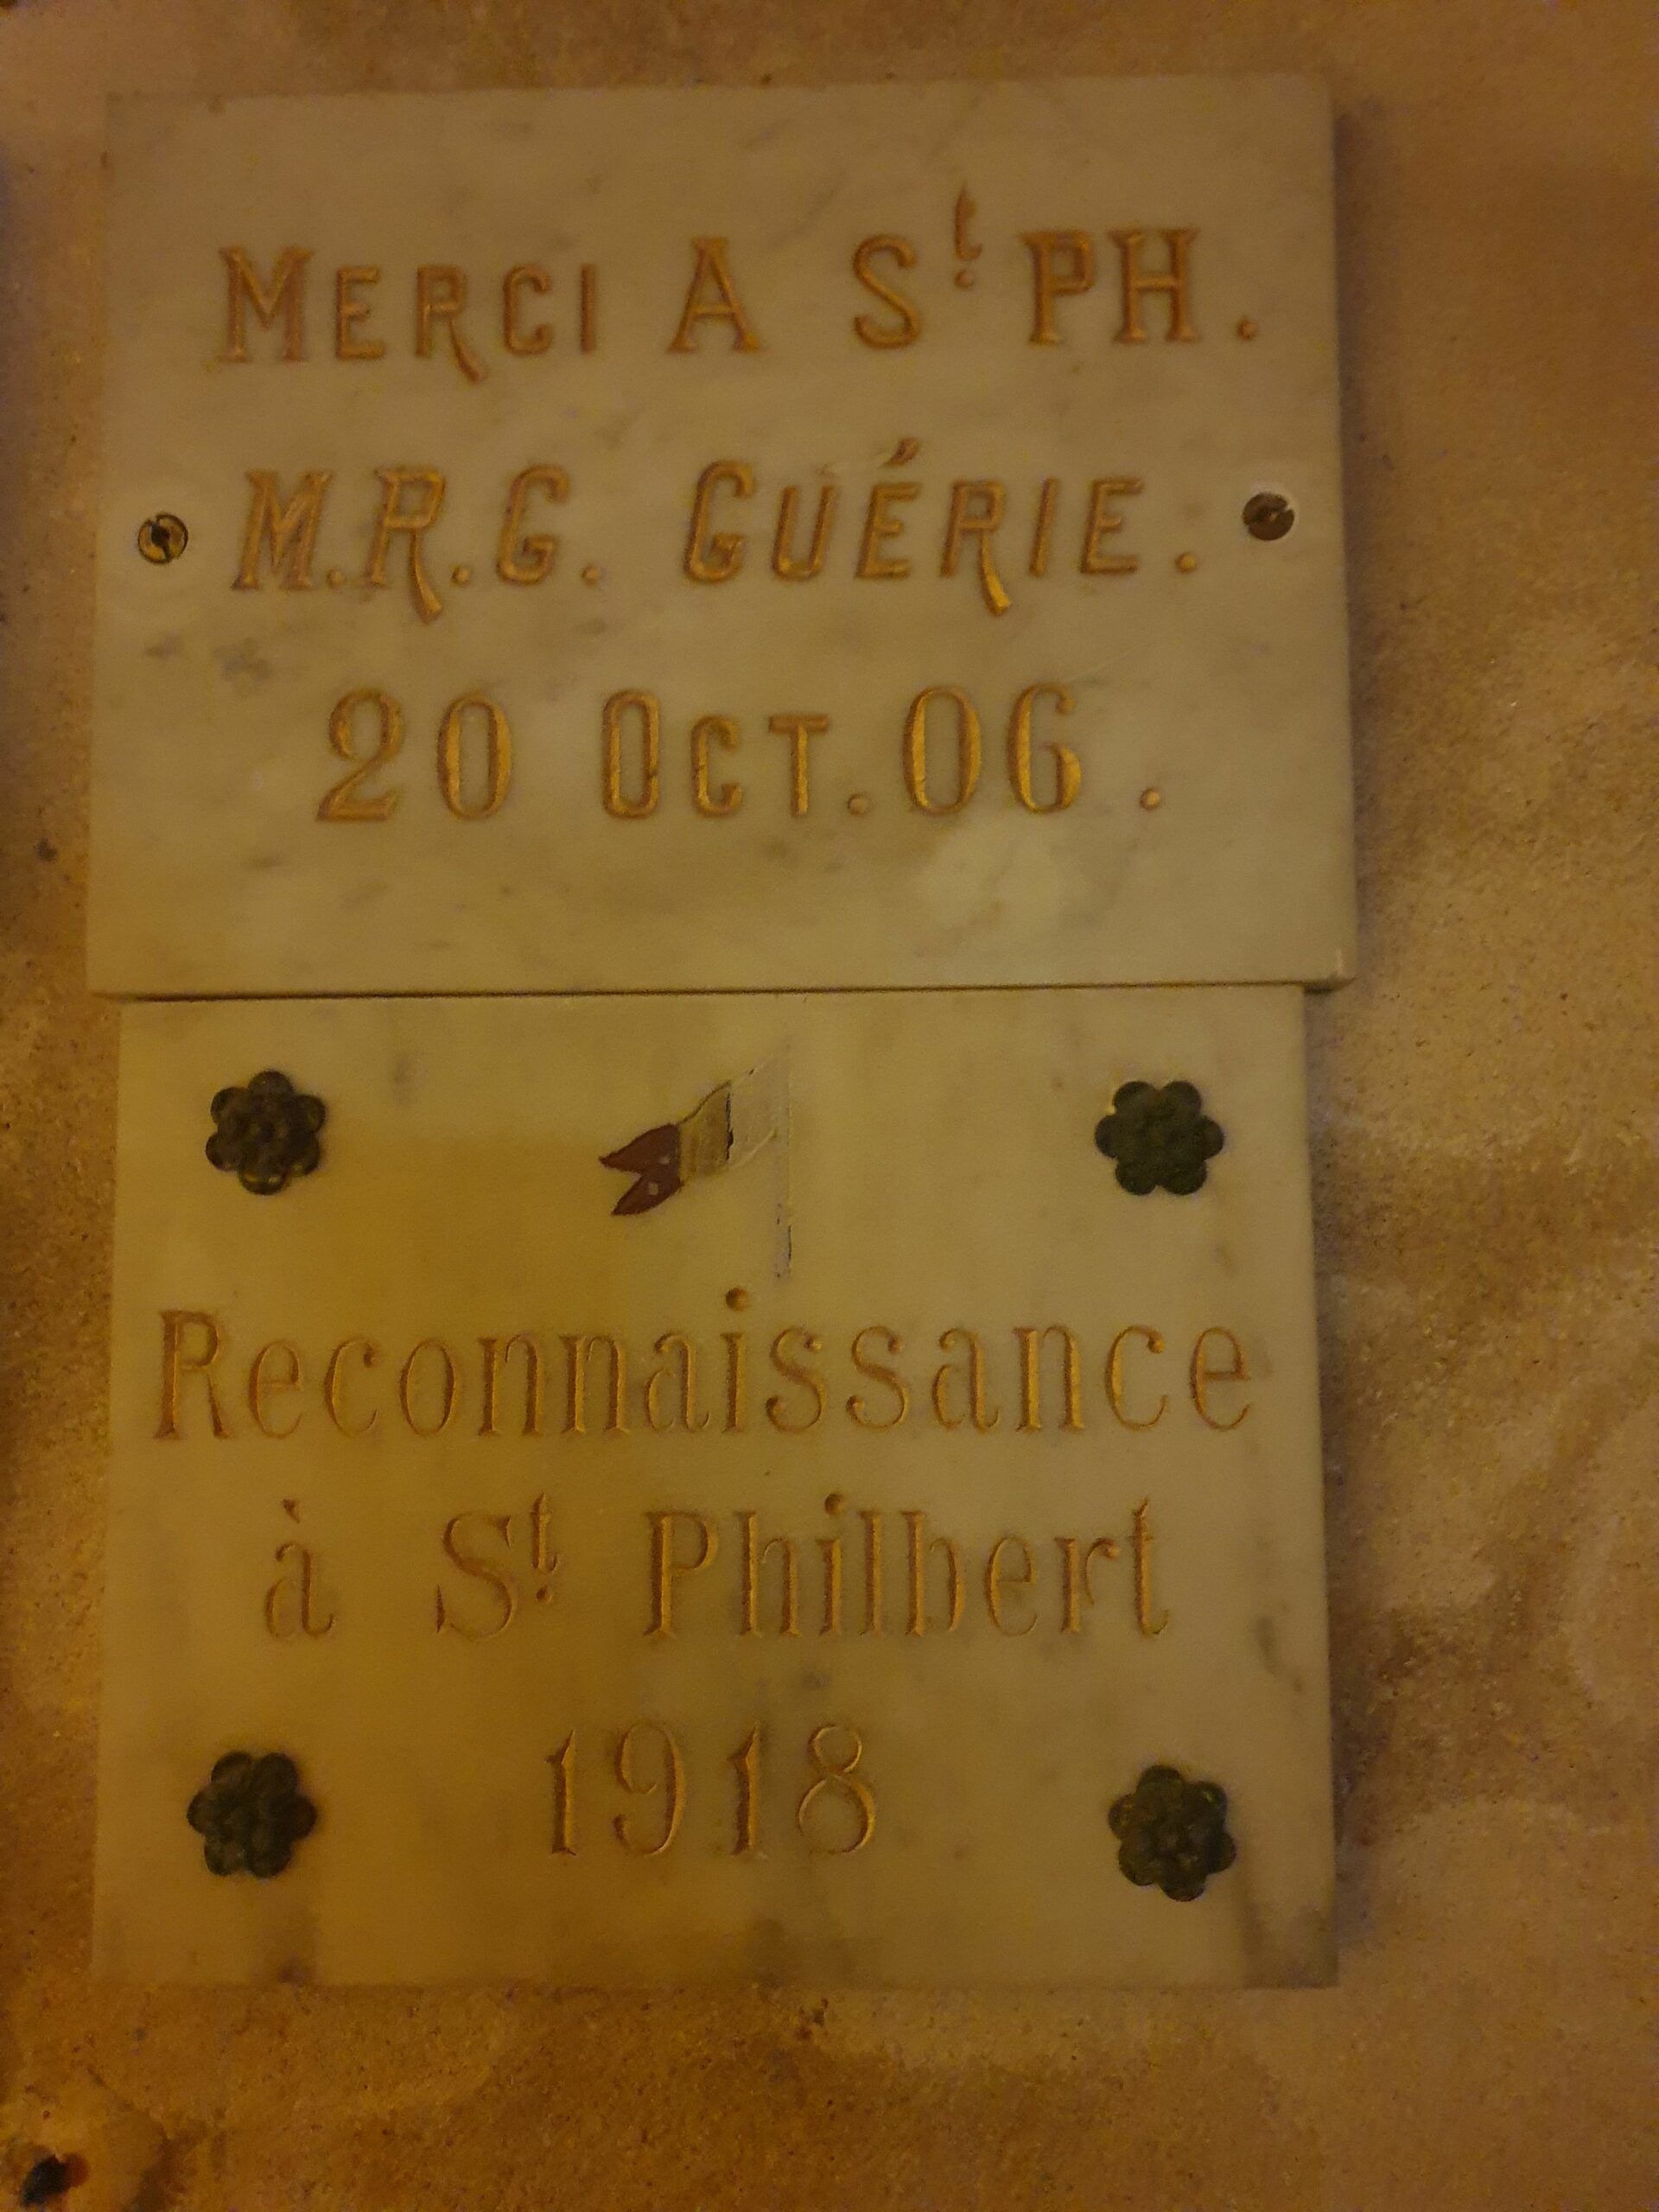 MERCI A St PH.
M.R.G. GUÉRIE.
20 OCT. 06.
Reconnaissance
à St Philbert
1918